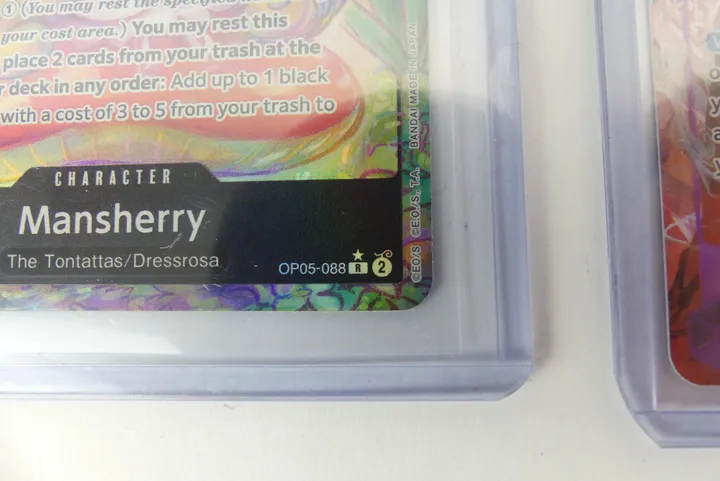 ① (You may rest the specified
your cost area.) You may rest this
place 2 cards from your trash at the
deck in any order: Add up to 1 black
with a cost of 3 to 5 from your trash to
CHARACTER
Mansherry
The Tontattas/Dressrosa
OP05-088 R 2
©EO/S ©E.O./S.,T.A. BANDAI MADE IN JAPAN